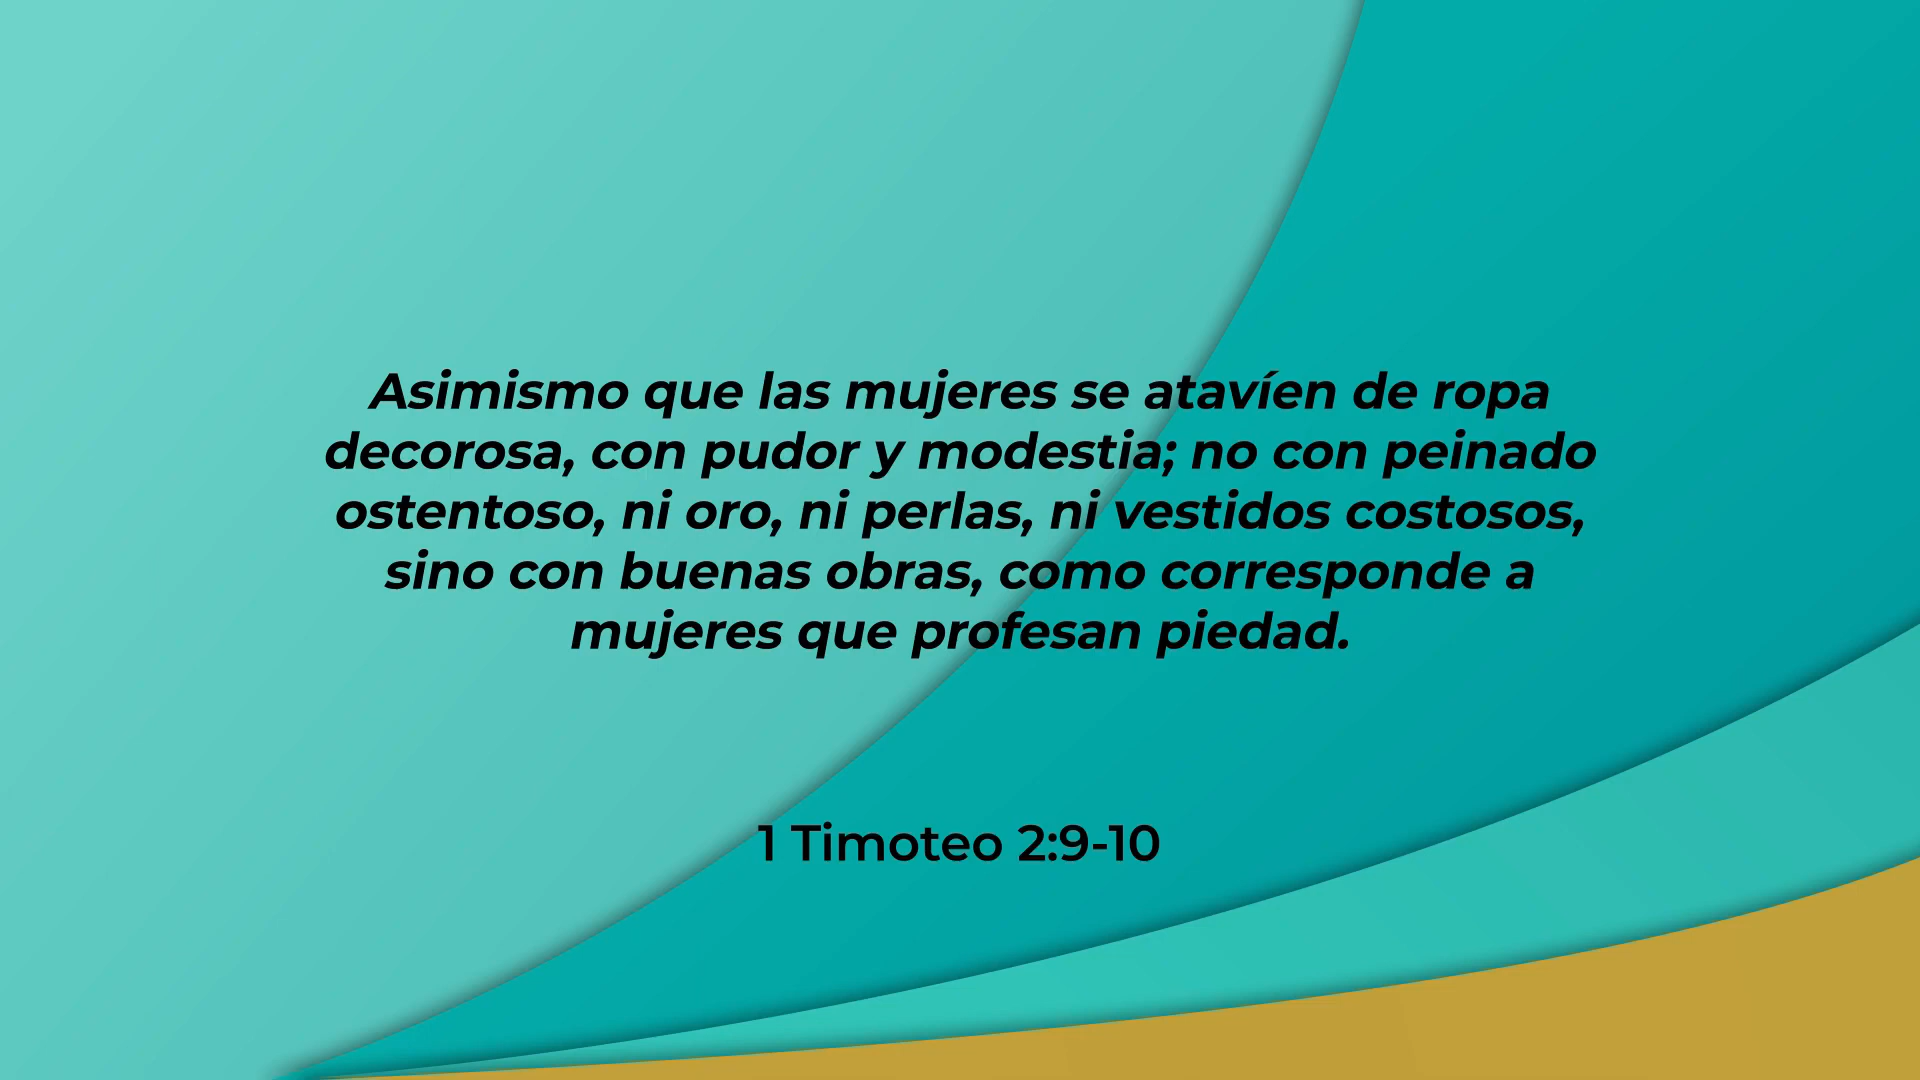 Asimismo que las mujeres se atavíen de ropa
decorosa, con pudor y modestia; no con peinado
ostentoso, ni oro, ni perlas, ni vestidos costosos,
sino con buenas obras, como corresponde a
mujeres que profesan piedad.
1 Timoteo 2:9-10